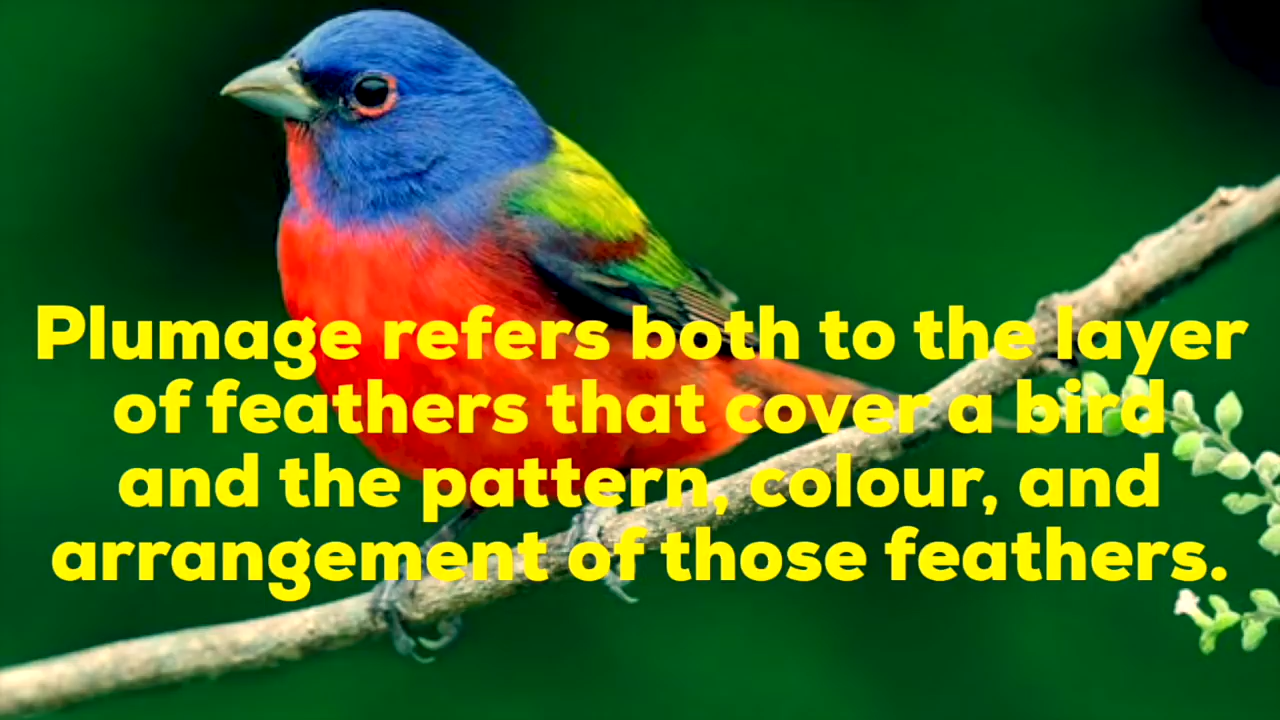 Plumage refers both to the layer
of feathers that cover a bird
and the pattern, colour, and
arrangement of those feathers.